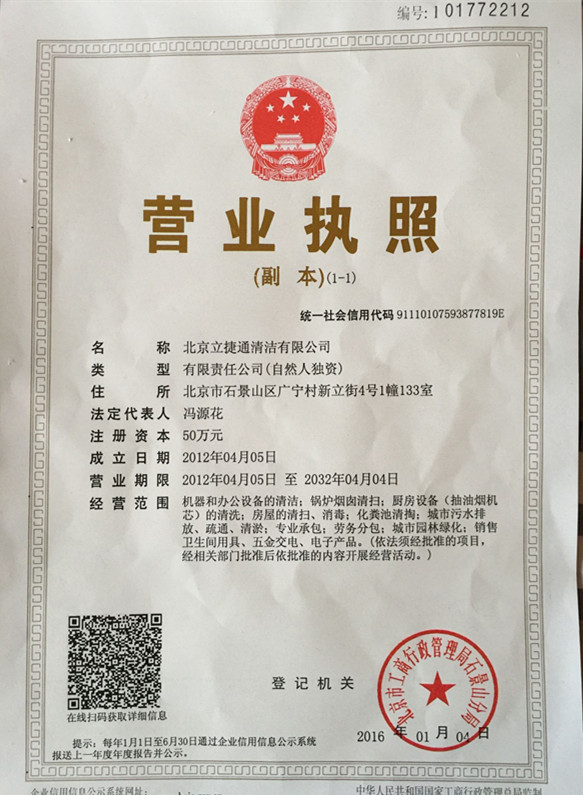 编号:1 01772212
营业执照
(副 本)(1-1)
统一社会信用代码 91110107593877819E
名 称 北京立捷通清洁有限公司
类 型 有限责任公司(自然人独资)
住 所 北京市石景山区广宁村新立街4号1幢133室
法定代表人 冯源花
注册资本 50万元
成立日期 2012年04月05日
营业期限 2012年04月05日 至 2032年04月04日
经营范围 机器和办公设备的清洁；锅炉烟囱清扫；厨房设备（抽油烟机
芯）的清洗；房屋的清扫、消毒；化粪池清掏；城市污水排
放、疏通、清淤；专业承包；劳务分包；城市园林绿化；销售
卫生间用具、五金交电、电子产品。(依法须经批准的项目，
经相关部门批准后依批准的内容开展经营活动。)
北京市工商行政管理局石景山分局
登记机关
在线扫码获取详细信息
2016 年 01 月 04 日
提示：每年1月1日至6月30日通过企业信用信息公示系统
报送上一年度年度报告并公示。
企业信用信息公示系统网址：
中华人民共和国国家工商行政管理总局监制